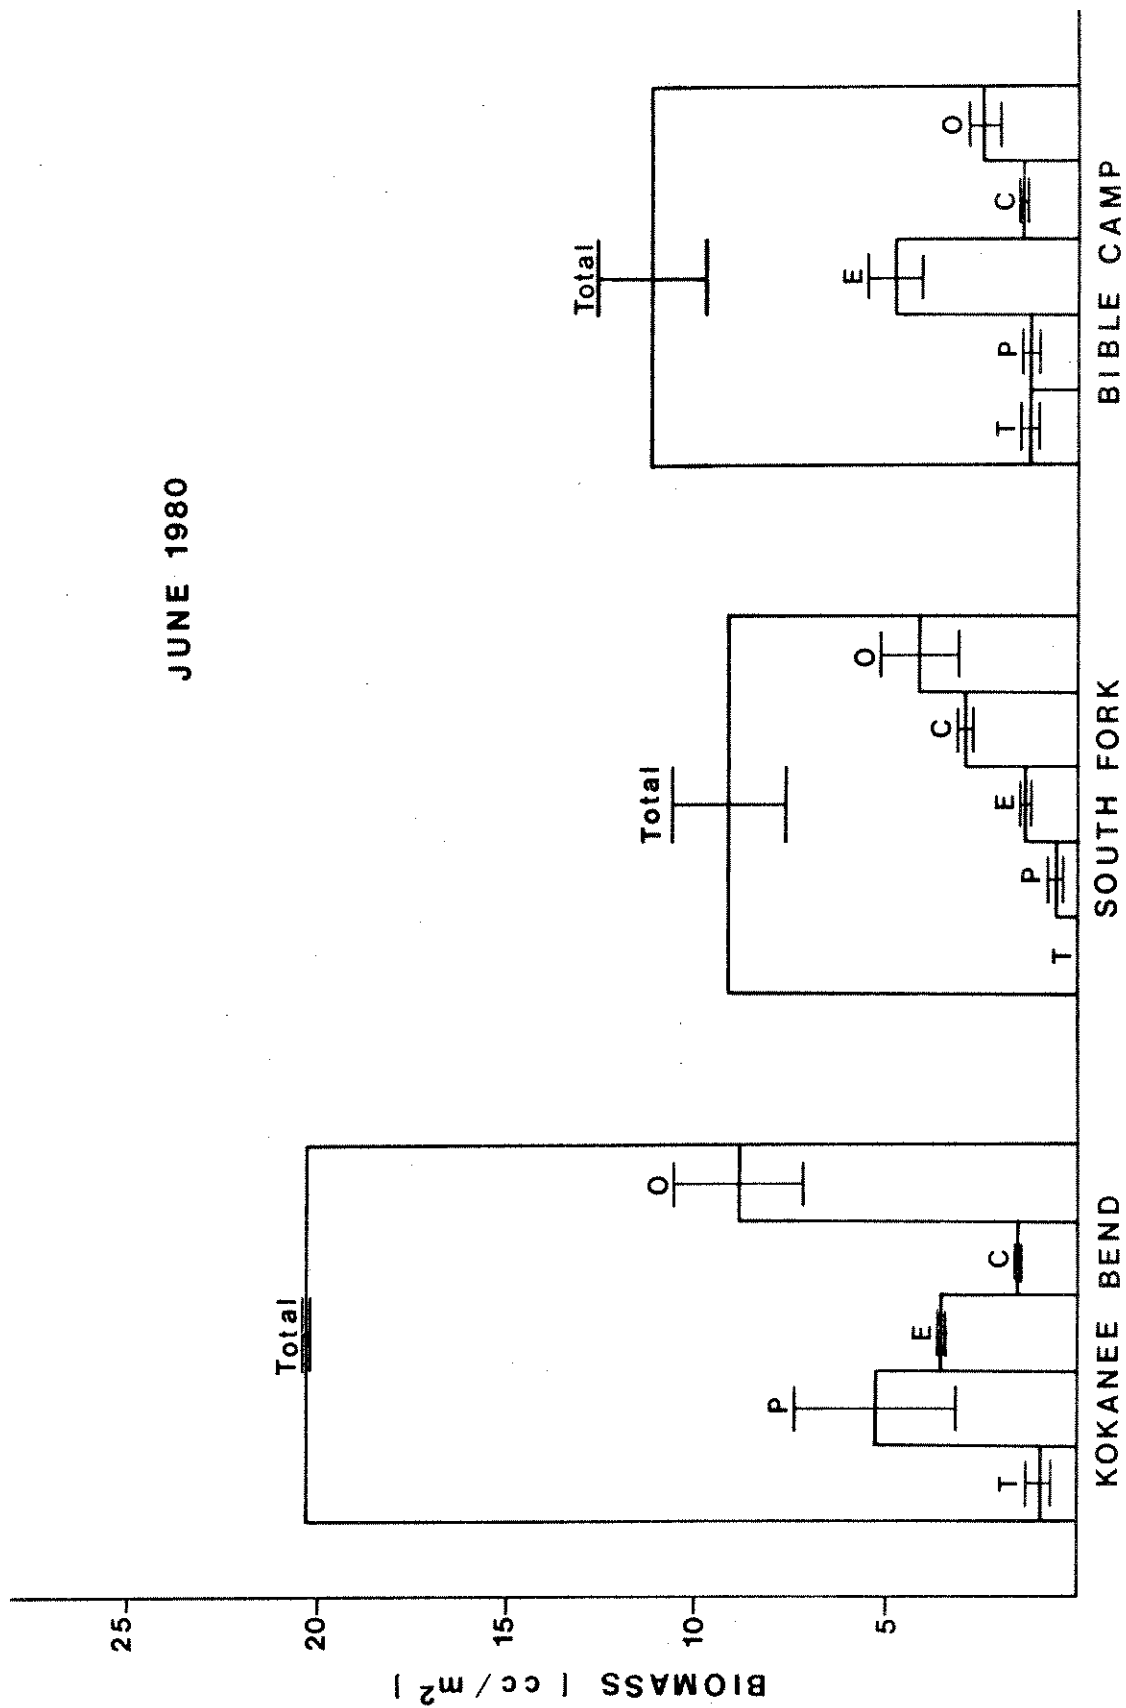 JUNE 1980
BIOMASS ( cc/m² )
25
20
15
10
5
Total
T
P
E
C
O
KOKANEE BEND
Total
T
P
E
C
O
SOUTH FORK
Total
T
P
E
C
O
BIBLE CAMP